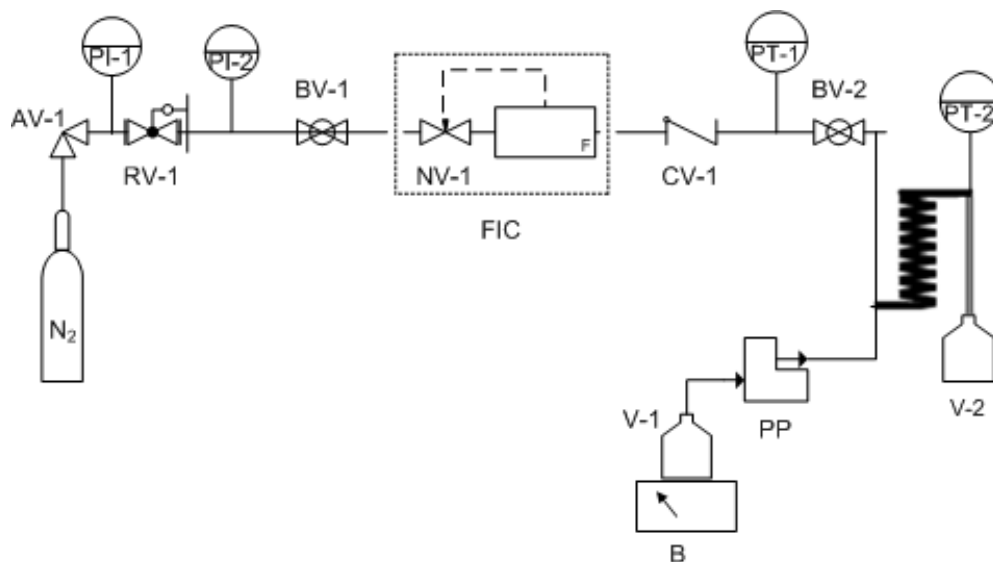 PI-1
PI-2
PT-1
AV-1
BV-1
BV-2
PT-2
RV-1
NV-1
F
CV-1
FIC
N₂
V-1
PP
V-2
B